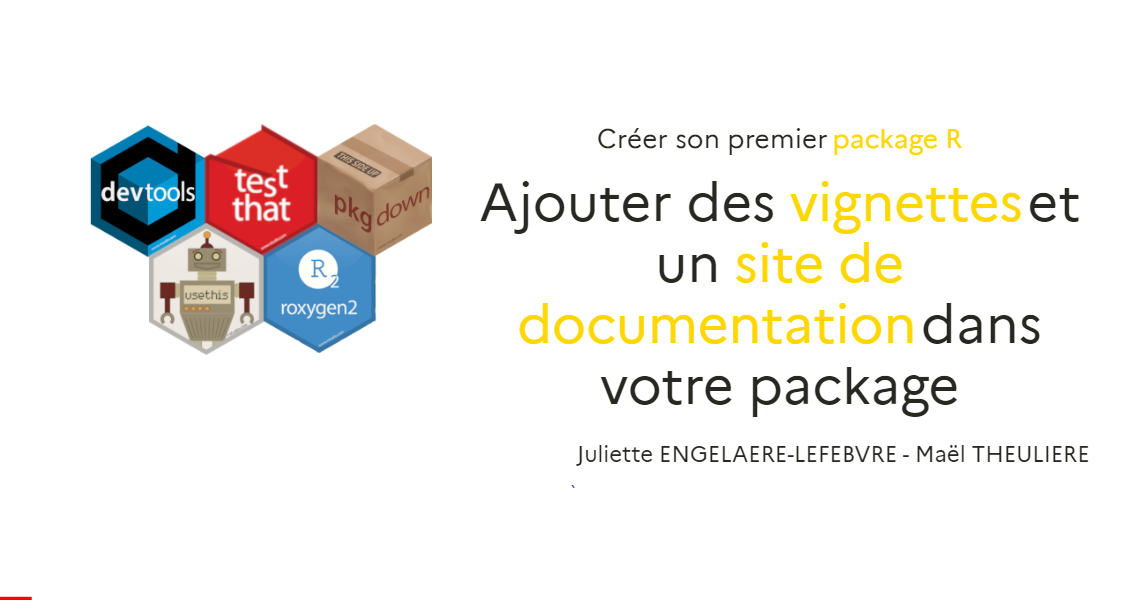 devtools
test
that
THIS SIDE UP
pkgdown
usethis
R
2
roxygen2
Créer son premier package R
Ajouter des vignettes et
un site de
documentation dans
votre package
Juliette ENGELAERE-LEFEBVRE - Maël THEULIERE
`